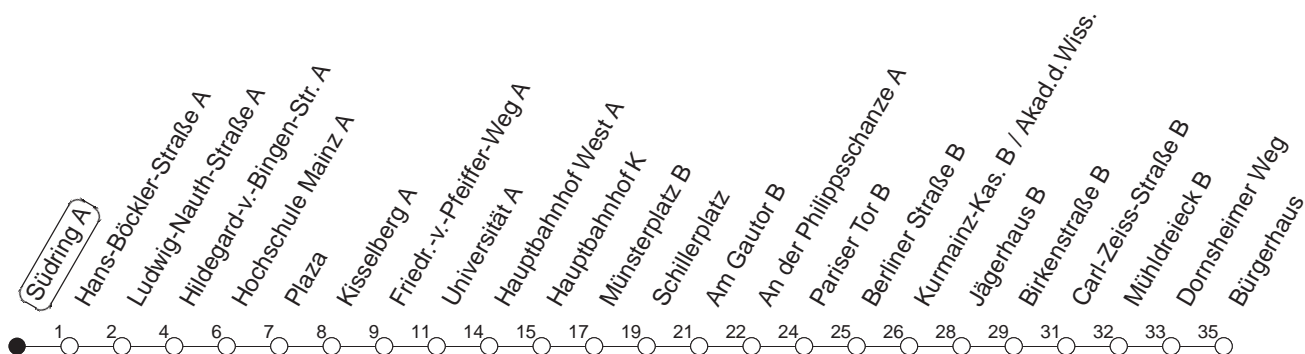 Südring A
Hans-Böckler-Straße A
Ludwig-Nauth-Straße A
Hildegard-v.-Bingen-Str. A
Hochschule Mainz A
Plaza
Kisselberg A
Friedr.-v.-Pfeiffer-Weg A
Universität A
Hauptbahnhof West A
Hauptbahnhof K
Münsterplatz B
Schillerplatz
Am Gautor B
An der Philippsschanze A
Pariser Tor B
Berliner Straße B
Kurmainz-Kas. B / Akad.d.Wiss.
Jägerhaus B
Birkenstraße B
Carl-Zeiss-Straße B
Mühldreieck B
Dornsheimer Weg
Bürgerhaus
1 2 4 6 7 8 9 11 14 15 17 19 21 22 24 25 26 28 29 31 32 33 35